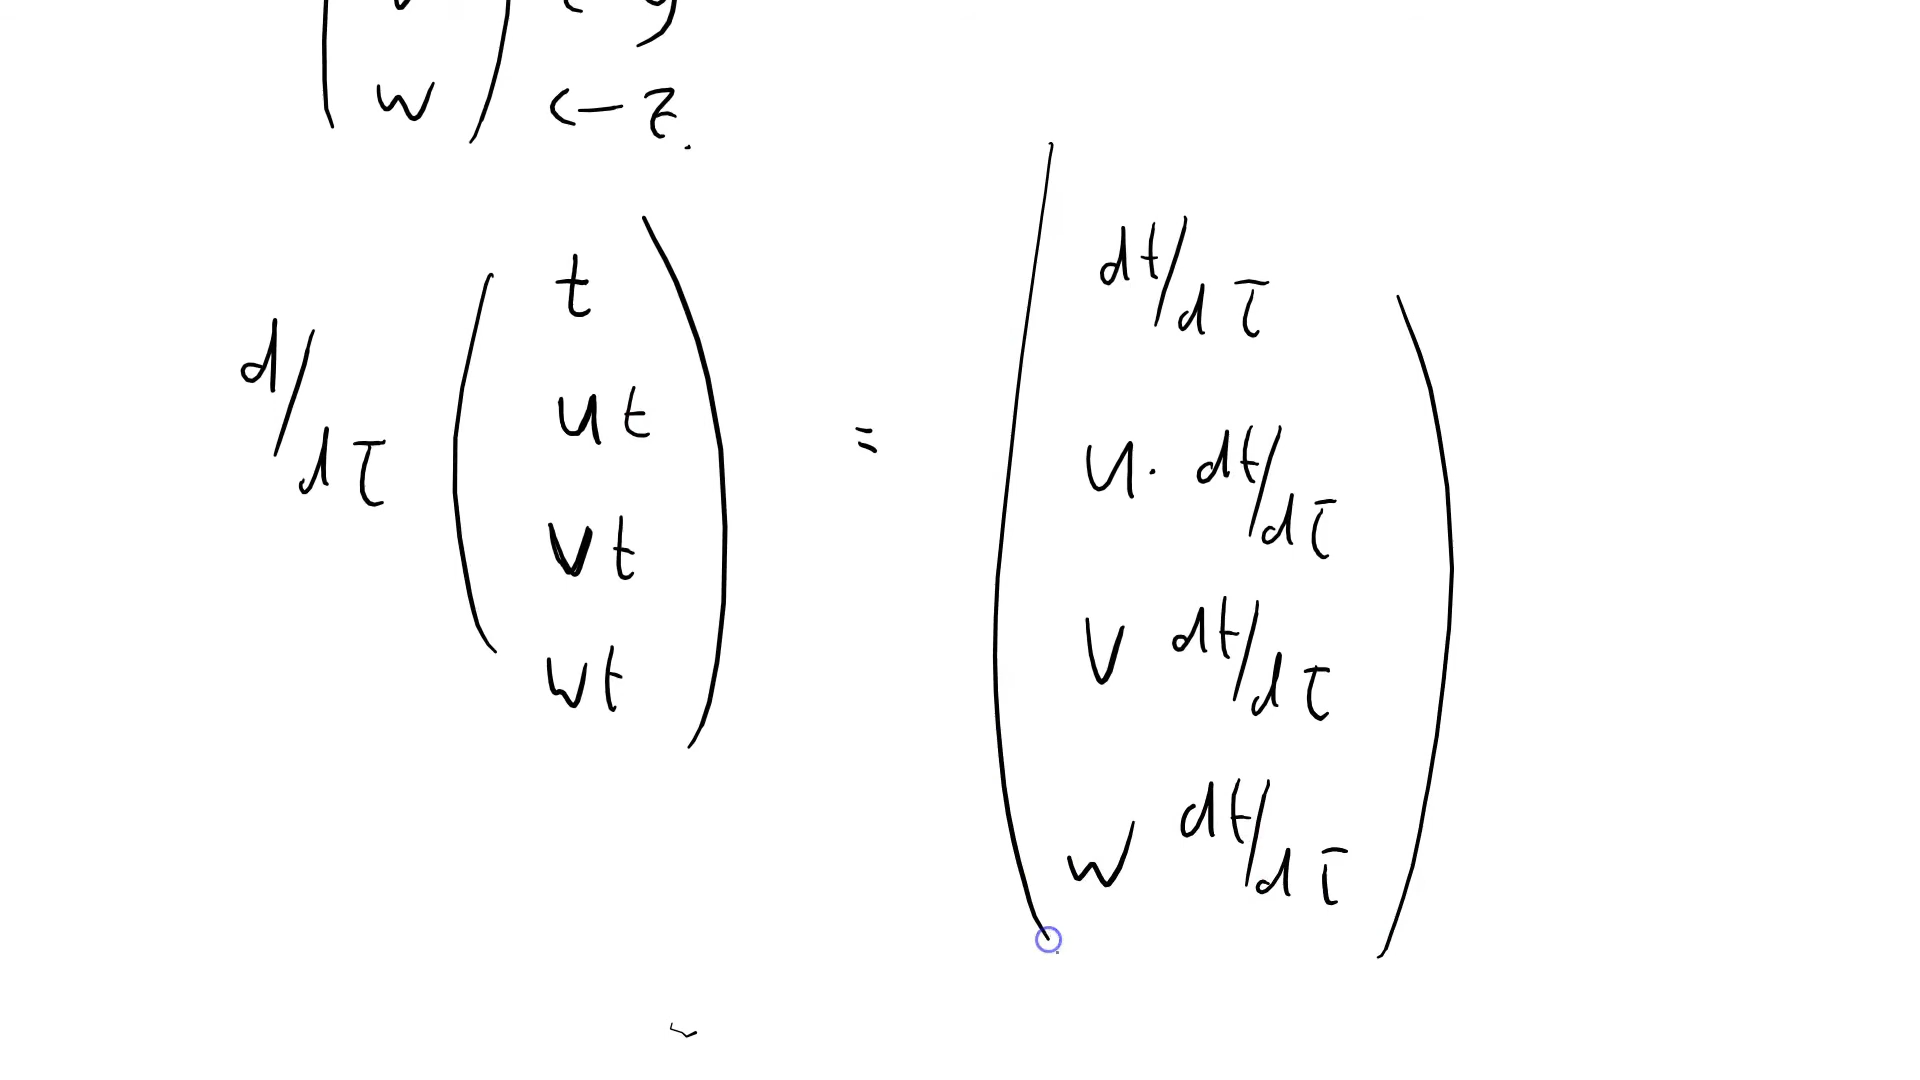 w ← z.
d/dτ ( t ut vt wt ) = ( dt/dτ u· dt/dτ v dt/dτ w dt/dτ )